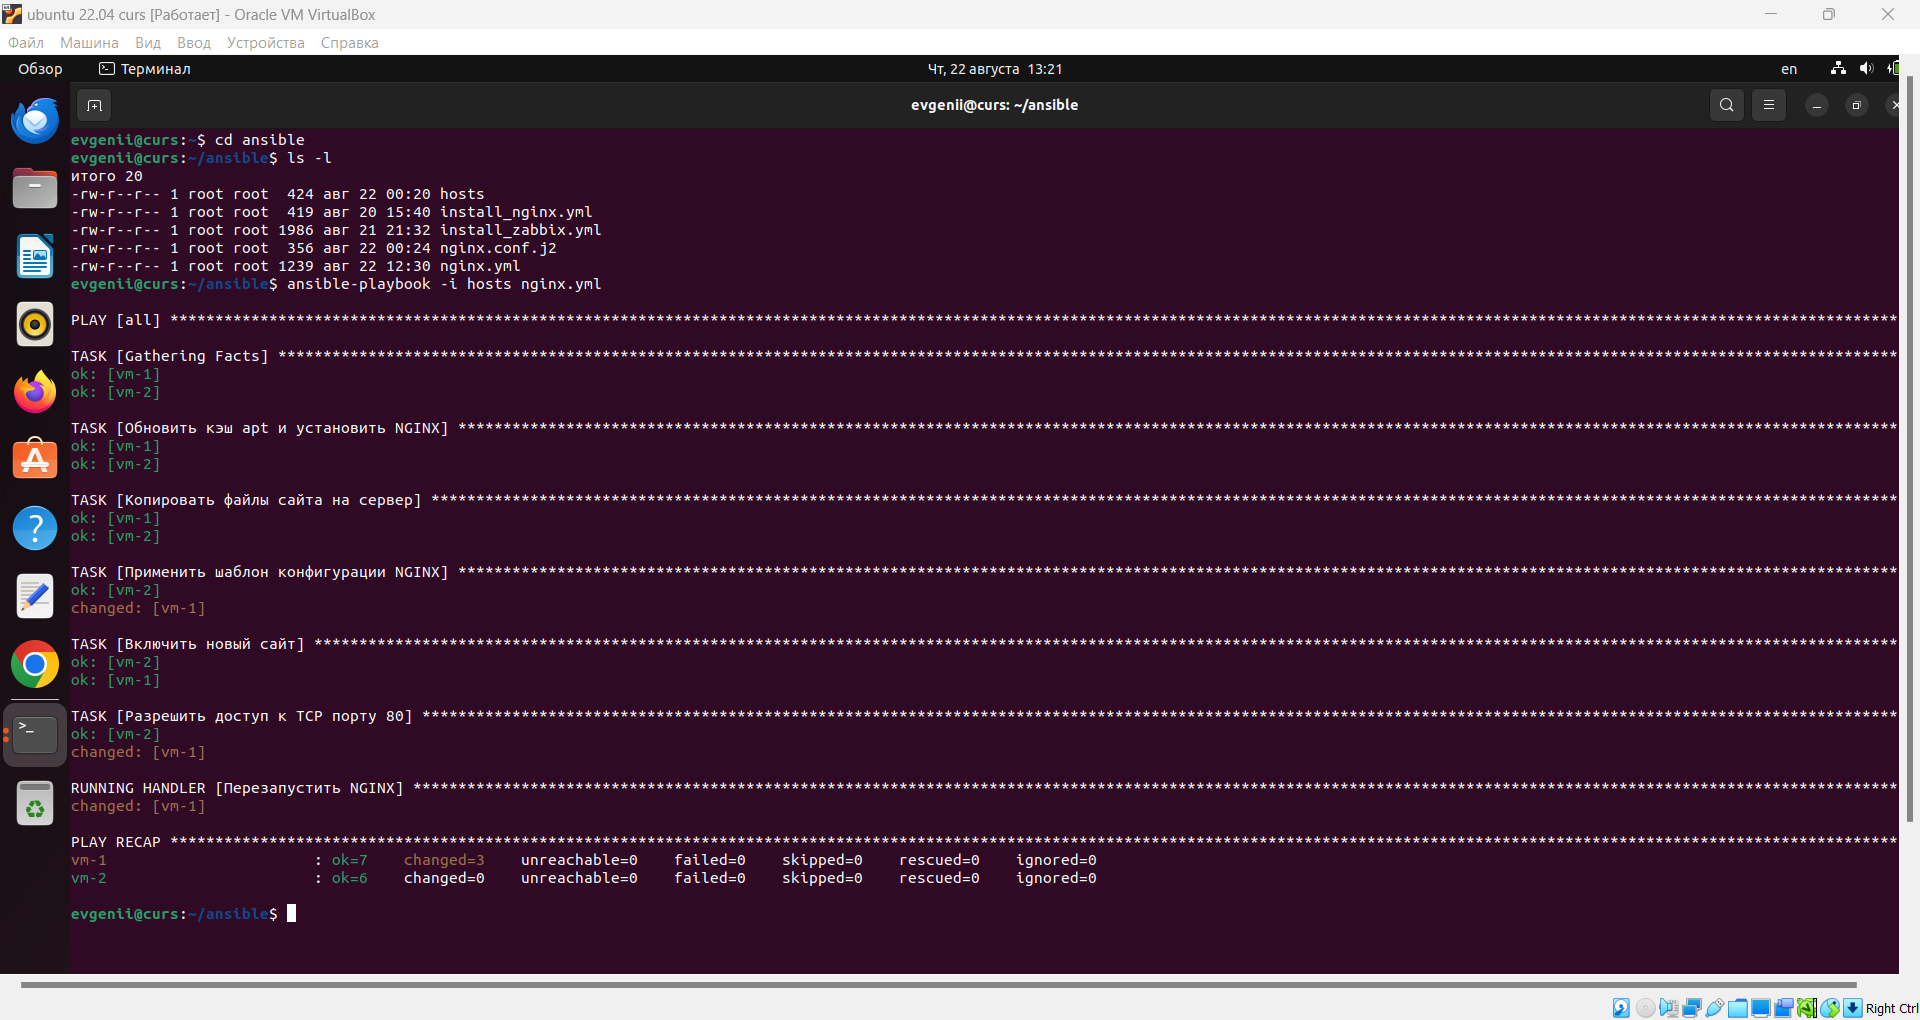 ubuntu 22.04 curs [Работает] - Oracle VM VirtualBox
Файл Машина Вид Ввод Устройства Справка
Обзор Терминал Чт, 22 августа 13:21 en
evgenii@curs: ~/ansible
evgenii@curs:~$ cd ansible
evgenii@curs:~/ansible$ ls -l
итого 20
-rw-r--r-- 1 root root  424 авг 22 00:20 hosts
-rw-r--r-- 1 root root  419 авг 20 15:40 install_nginx.yml
-rw-r--r-- 1 root root 1986 авг 21 21:32 install_zabbix.yml
-rw-r--r-- 1 root root  356 авг 22 00:24 nginx.conf.j2
-rw-r--r-- 1 root root 1239 авг 22 12:30 nginx.yml
evgenii@curs:~/ansible$ ansible-playbook -i hosts nginx.yml
PLAY [all] ****************************************************************
TASK [Gathering Facts] ****************************************************************
ok: [vm-1]
ok: [vm-2]
TASK [Обновить кэш apt и установить NGINX] ****************************************************************
ok: [vm-1]
ok: [vm-2]
TASK [Копировать файлы сайта на сервер] ****************************************************************
ok: [vm-1]
ok: [vm-2]
TASK [Применить шаблон конфигурации NGINX] ****************************************************************
ok: [vm-2]
changed: [vm-1]
TASK [Включить новый сайт] ****************************************************************
ok: [vm-2]
ok: [vm-1]
TASK [Разрешить доступ к TCP порту 80] ****************************************************************
ok: [vm-2]
changed: [vm-1]
RUNNING HANDLER [Перезапустить NGINX] ****************************************************************
changed: [vm-1]
PLAY RECAP ****************************************************************
vm-1 : ok=7 changed=3 unreachable=0 failed=0 skipped=0 rescued=0 ignored=0
vm-2 : ok=6 changed=0 unreachable=0 failed=0 skipped=0 rescued=0 ignored=0
evgenii@curs:~/ansible$
Right Ctrl